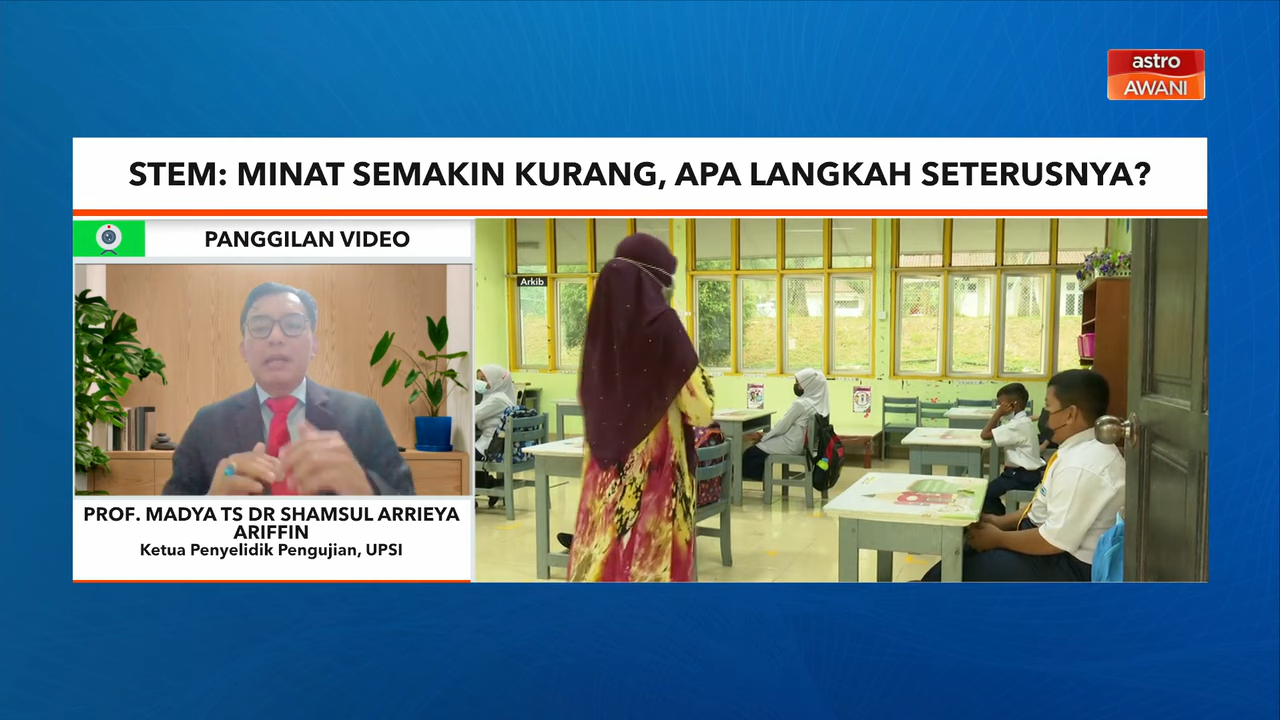 astro
AWANI
STEM: MINAT SEMAKIN KURANG, APA LANGKAH SETERUSNYA?
PANGGILAN VIDEO
Arkib
PROF. MADYA TS DR SHAMSUL ARRIEYA
ARIFFIN
Ketua Penyelidik Pengujian, UPSI